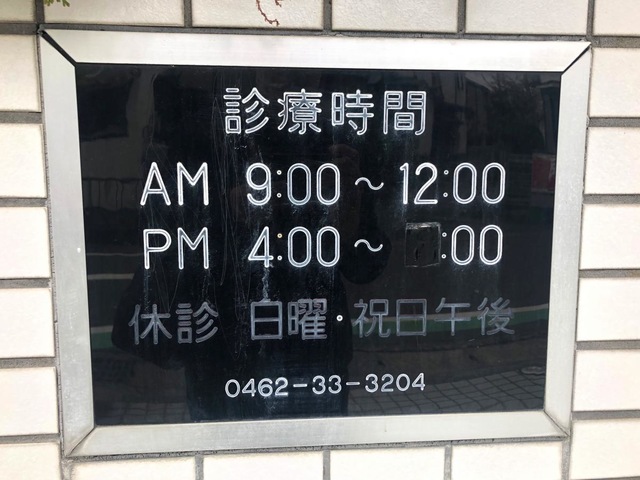 診療時間
AM 9:00～12:00
PM 4:00～ :00
休診 日曜・祝日午後
0462-33-3204